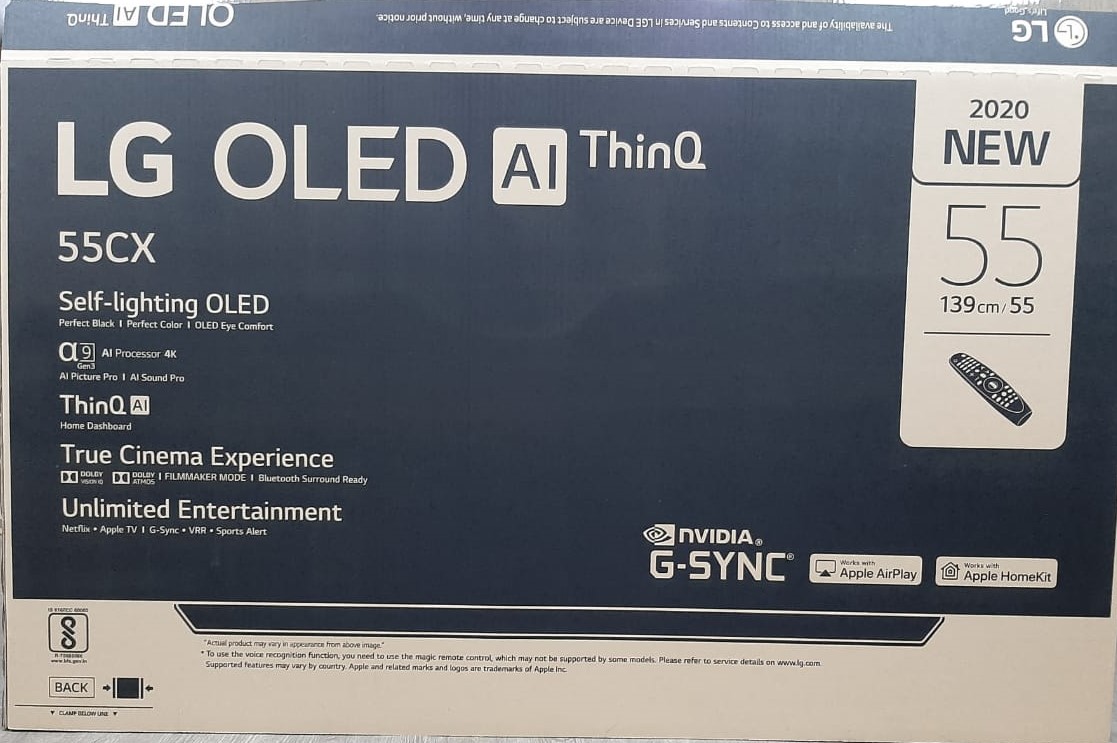 OLED AI ThinQ
The availability of and access to Contents and Services in LGE Device are subject to change at any time, without prior notice.
LG
Life's Good
LG OLED AI ThinQ
2020
NEW
55
139cm/55
55CX
Self-lighting OLED
Perfect Black I Perfect Color I OLED Eye Comfort
α9 AI Processor 4K
Gen3
AI Picture Pro I AI Sound Pro
ThinQ AI
Home Dashboard
True Cinema Experience
DOLBY VISION IQ DOLBY ATMOS I FILMMAKER MODE I Bluetooth Surround Ready
Unlimited Entertainment
Netflix • Apple TV I G-Sync • VRR • Sports Alert
NVIDIA®
G-SYNC®
Works with
Apple AirPlay
Works with
Apple HomeKit
www.bis.gov.in
"Actual product may vary in appearance from above image."
* To use the voice recognition function, you need to use the magic remote control, which may not be supported by some models. Please refer to service details on www.lg.com.
Supported features may vary by country. Apple and related marks and logos are trademarks of Apple Inc.
BACK
▼ CLAMP BELOW LINE ▼